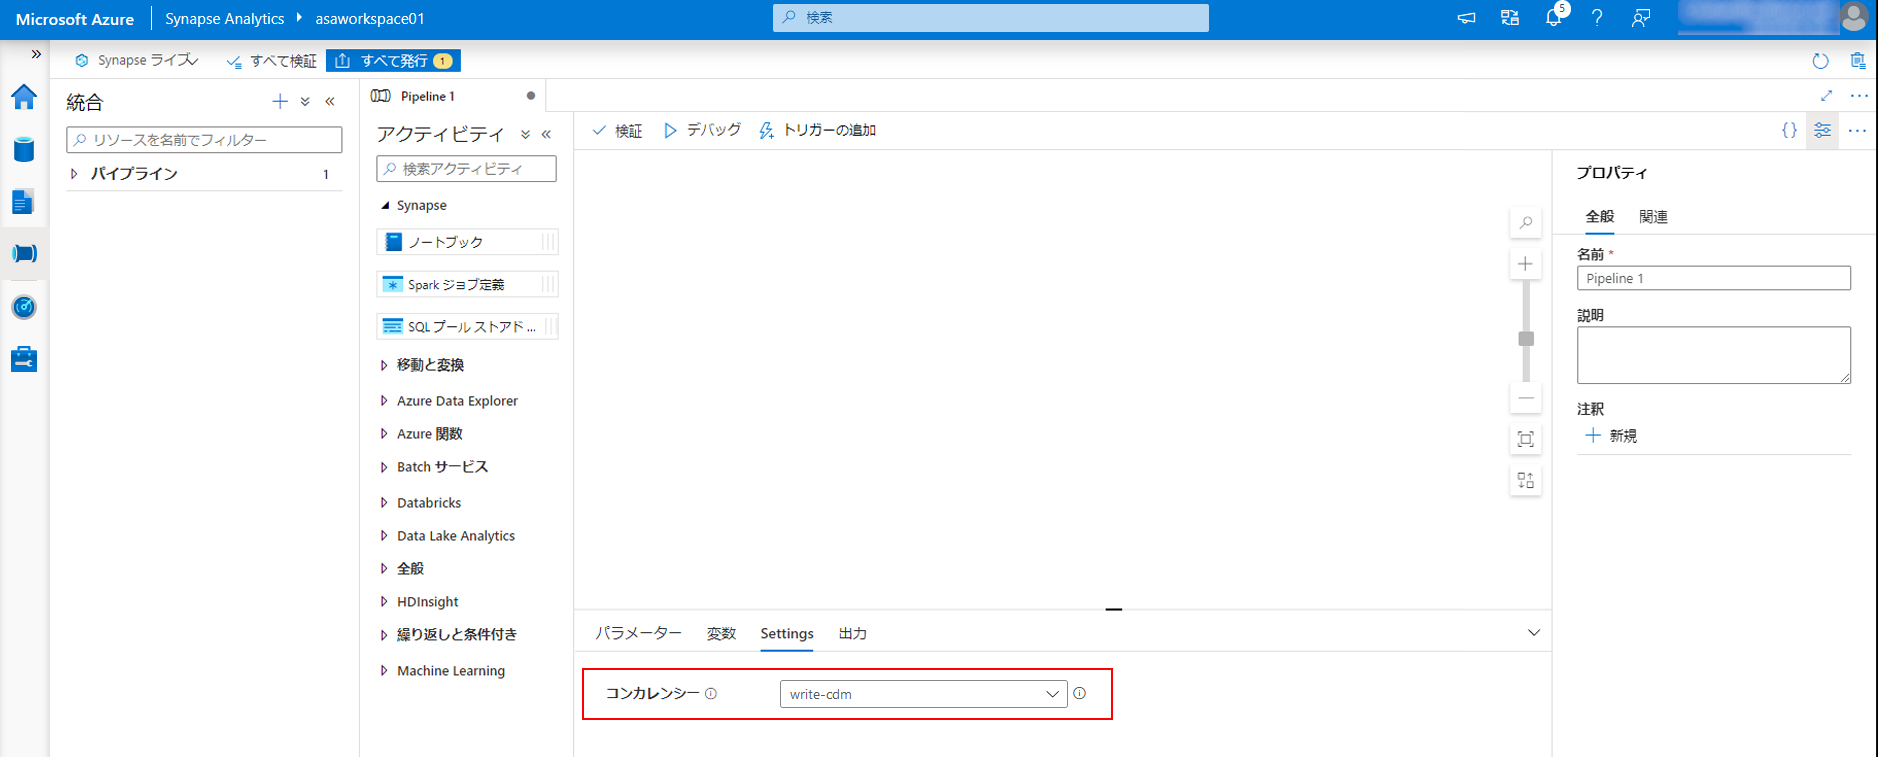 Microsoft Azure
Synapse Analytics
asaworkspace01
検索
5
Synapse ライブ
すべて検証
すべて発行 1
統合
リソースを名前でフィルター
パイプライン 1
Pipeline 1
アクティビティ
検索アクティビティ
Synapse
ノートブック
Spark ジョブ定義
SQL プール ストアド ...
移動と変換
Azure Data Explorer
Azure 関数
Batch サービス
Databricks
Data Lake Analytics
全般
HDInsight
繰り返しと条件付き
Machine Learning
検証
デバッグ
トリガーの追加
{}
パラメーター
変数
Settings
出力
コンカレンシー
write-cdm
プロパティ
全般
関連
名前 *
Pipeline 1
説明
注釈
新規